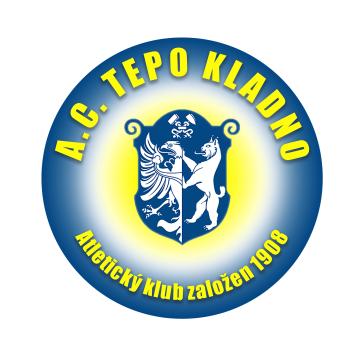 A.C. TEPO KLADNO
Atletický klub založen 1908